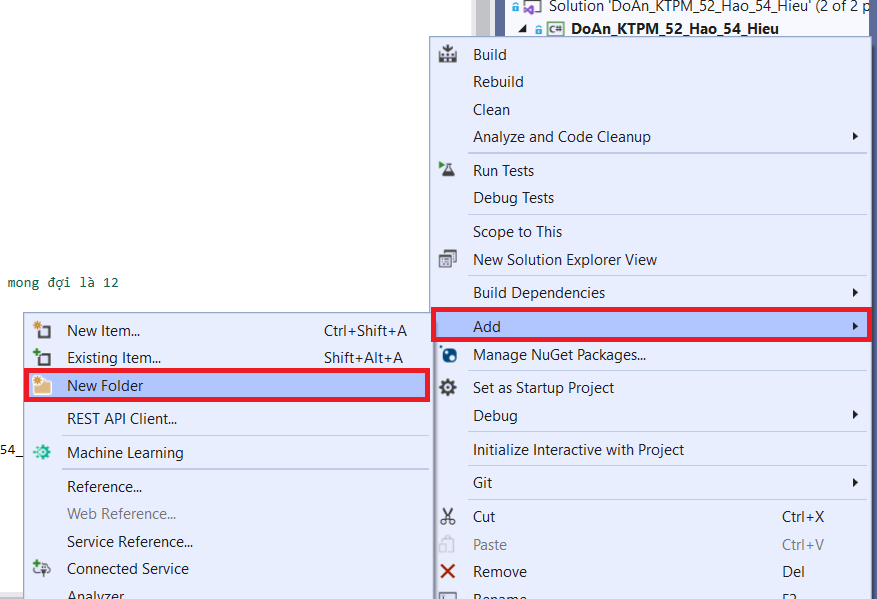 Solution 'DoAn_KTPM_52_Hao_54_Hieu' (2 of 2 p
C# DoAn_KTPM_52_Hao_54_Hieu
Build
Rebuild
Clean
Analyze and Code Cleanup
Run Tests
Debug Tests
Scope to This
New Solution Explorer View
Build Dependencies
Add
Manage NuGet Packages...
Set as Startup Project
Debug
Initialize Interactive with Project
Git
Cut Ctrl+X
Paste Ctrl+V
Remove Del
Rename F2
mong đợi là 12
54_
New Item... Ctrl+Shift+A
Existing Item... Shift+Alt+A
New Folder
REST API Client...
Machine Learning
Reference...
Web Reference...
Service Reference...
Connected Service
Analyzer